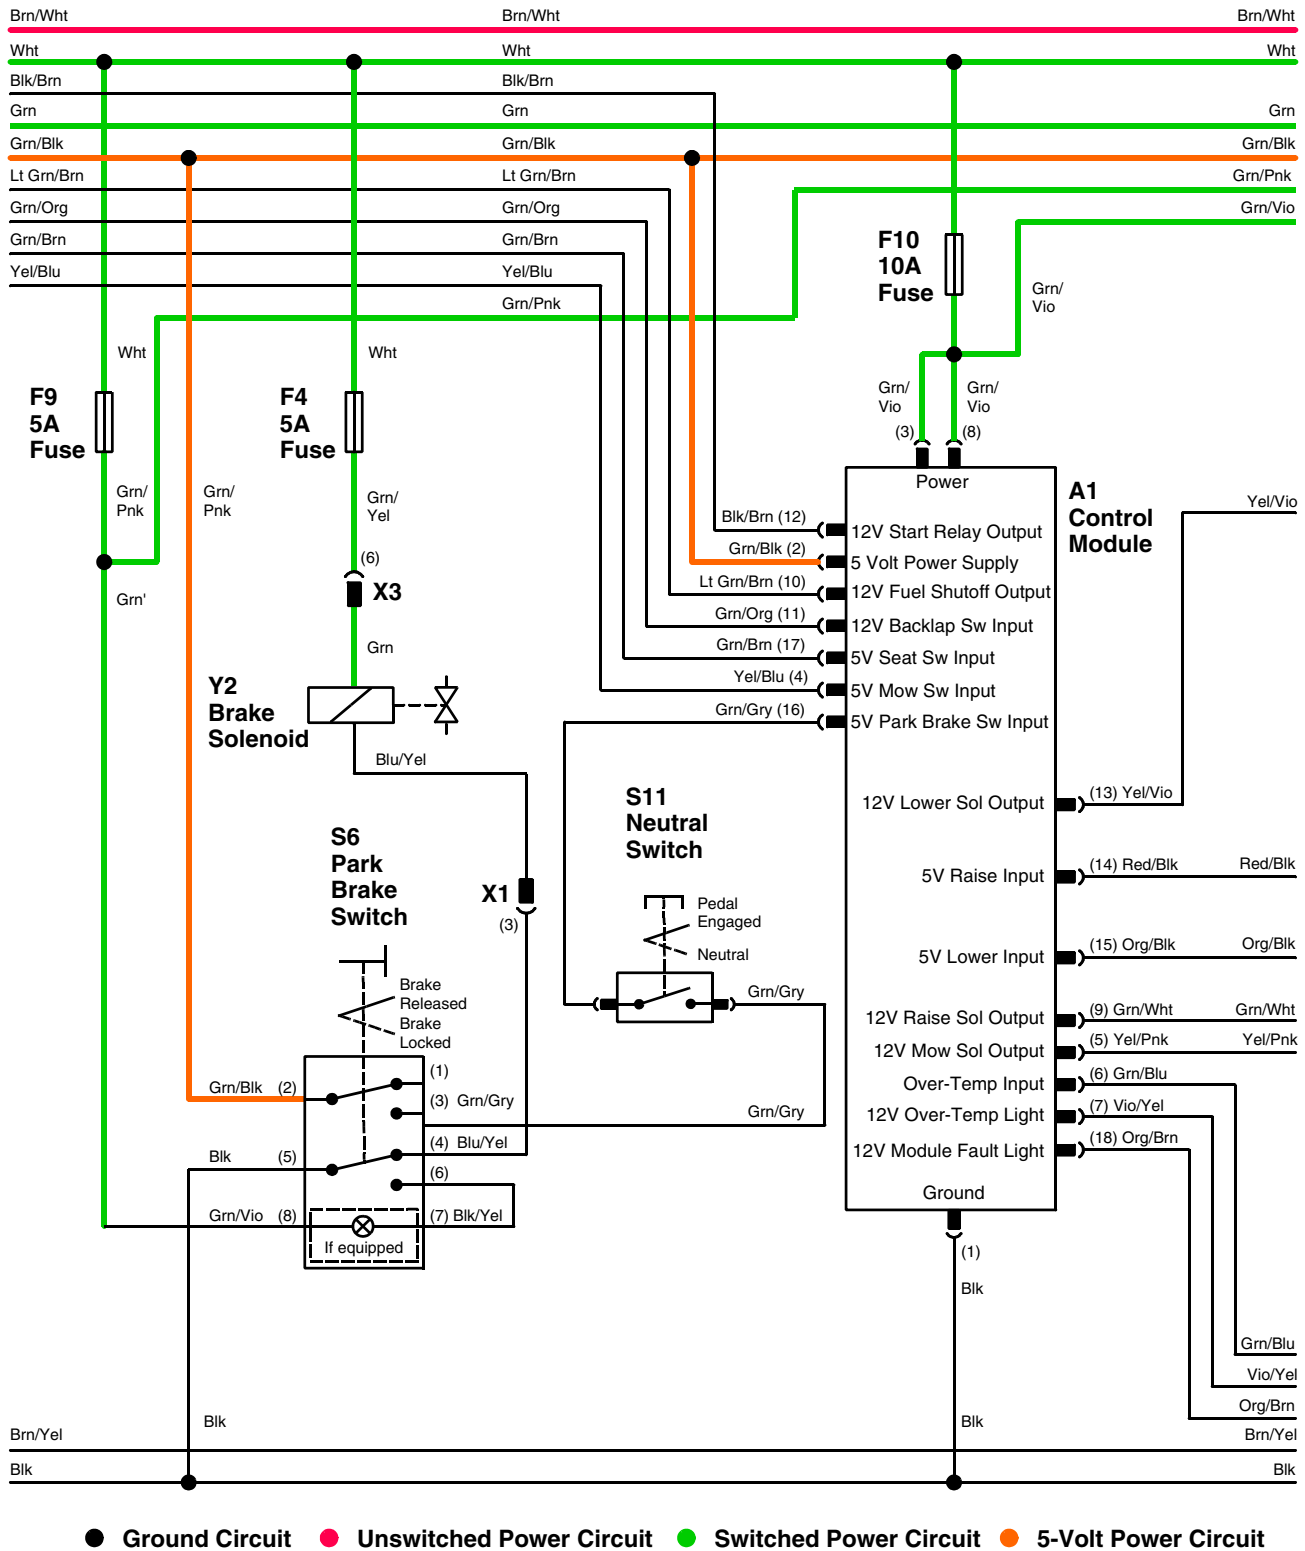 Brn/Wht Brn/Wht Brn/Wht
Wht Wht Wht
Blk/Brn Blk/Brn
Grn Grn Grn
Grn/Blk Grn/Blk Grn/Blk
Lt Grn/Brn Lt Grn/Brn Grn/Pnk
Grn/Org Grn/Org Grn/Vio
Grn/Brn Grn/Brn
Yel/Blu Yel/Blu
Grn/Pnk
F10
10A
Fuse
Grn/
Vio
Wht
Wht
F9
5A
Fuse
F4
5A
Fuse
Grn/
Vio
Grn/
Vio
(3)
(8)
Grn/
Pnk
Grn/
Pnk
Grn/
Yel
(6)
X3
Grn'
Grn
Power
A1
Control
Module
Yel/Vio
Blk/Brn (12) 12V Start Relay Output
Grn/Blk (2) 5 Volt Power Supply
Lt Grn/Brn (10) 12V Fuel Shutoff Output
Grn/Org (11) 12V Backlap Sw Input
Grn/Brn (17) 5V Seat Sw Input
Yel/Blu (4) 5V Mow Sw Input
Grn/Gry (16) 5V Park Brake Sw Input
Y2
Brake
Solenoid
Blu/Yel
12V Lower Sol Output (13) Yel/Vio
5V Raise Input (14) Red/Blk Red/Blk
5V Lower Input (15) Org/Blk Org/Blk
12V Raise Sol Output (9) Grn/Wht Grn/Wht
12V Mow Sol Output (5) Yel/Pnk Yel/Pnk
Over-Temp Input (6) Grn/Blu
12V Over-Temp Light (7) Vio/Yel
12V Module Fault Light (18) Org/Brn
Ground
(1)
Blk
S11
Neutral
Switch
Pedal
Engaged
Neutral
Grn/Gry
Grn/Gry
S6
Park
Brake
Switch
X1
(3)
Brake
Released
Brake
Locked
Grn/Blk (2)
(1)
(3) Grn/Gry
(4) Blu/Yel
Blk (5)
(6)
Grn/Vio (8)
(7) Blk/Yel
If equipped
Grn/Blu
Vio/Yel
Org/Brn
Blk
Blk
Brn/Yel Brn/Yel
Blk Blk
Ground Circuit Unswitched Power Circuit Switched Power Circuit 5-Volt Power Circuit